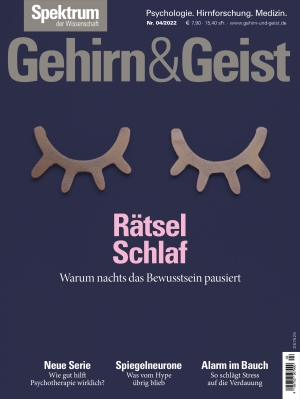 Spektrum
der Wissenschaft
Psychologie. Hirnforschung. Medizin.
Nr. 04/2022 € 7,90 · 15,40 sFr. · www.gehirn-und-geist.de
Gehirn&Geist
Rätsel
Schlaf
Warum nachts das Bewusstsein pausiert
Neue Serie
Wie gut hilft
Psychotherapie wirklich?
Spiegelneurone
Was vom Hype
übrig blieb
Alarm im Bauch
So schlägt Stress
auf die Verdauung